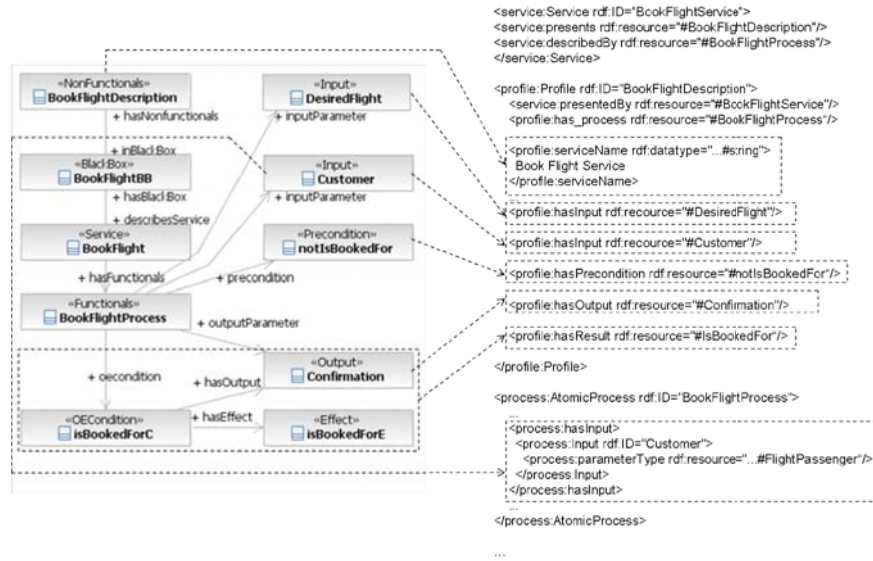 <service:Service rdf:ID="BookFlightService">
<service:presents rdf:resource="#BookFlightDescription"/>
<service:describedBy rdf:resource="#BookFlightProcess"/>
</service:Service>
<profile:Profile rdf:ID="BookFlightDescription">
<service:presentedBy rdf:resource="#BookFlightService"/>
<profile:has_process rdf:resource="#BookFlightProcess"/>
<profile:serviceName rdf:datatype="...#string">
Book Flight Service
</profile:serviceName>
...
<profile:hasInput rdf:recource="#DesiredFlight"/>
<profile:hasInput rdf:recource="#Customer"/>
<profile:hasPrecondition rdf:resource="#notIsBookedFor"/>
<profile:hasOutput rdf:resource="#Confirmation"/>
<profile:hasResult rdf:resource="#IsBookedFor"/>
</profile:Profile>
<process:AtomicProcess rdf:ID="BookFlightProcess">
...
<process:hasInput>
<process:Input rdf:ID="Customer">
<process:parameterType rdf:resource="...#FlightPassenger"/>
</process:Input>
</process:hasInput>
...
</process:AtomicProcess>
...
«NonFunctionals»
BookFlightDescription
+ hasNonfunctionals
+ inBlackBox
«BlackBox»
BookFlightBB
+ hasBlackBox
+ describesService
«Service»
BookFlight
+ hasFunctionals
«Functionals»
BookFlightProcess
+ oecondition
«OECondition»
isBookedForC
«Input»
DesiredFlight
+ inputParameter
«Input»
Customer
+ inputParameter
«Precondition»
notIsBookedFor
+ precondition
+ outputParameter
«Output»
Confirmation
+ hasOutput
+ hasEffect
«Effect»
isBookedForE